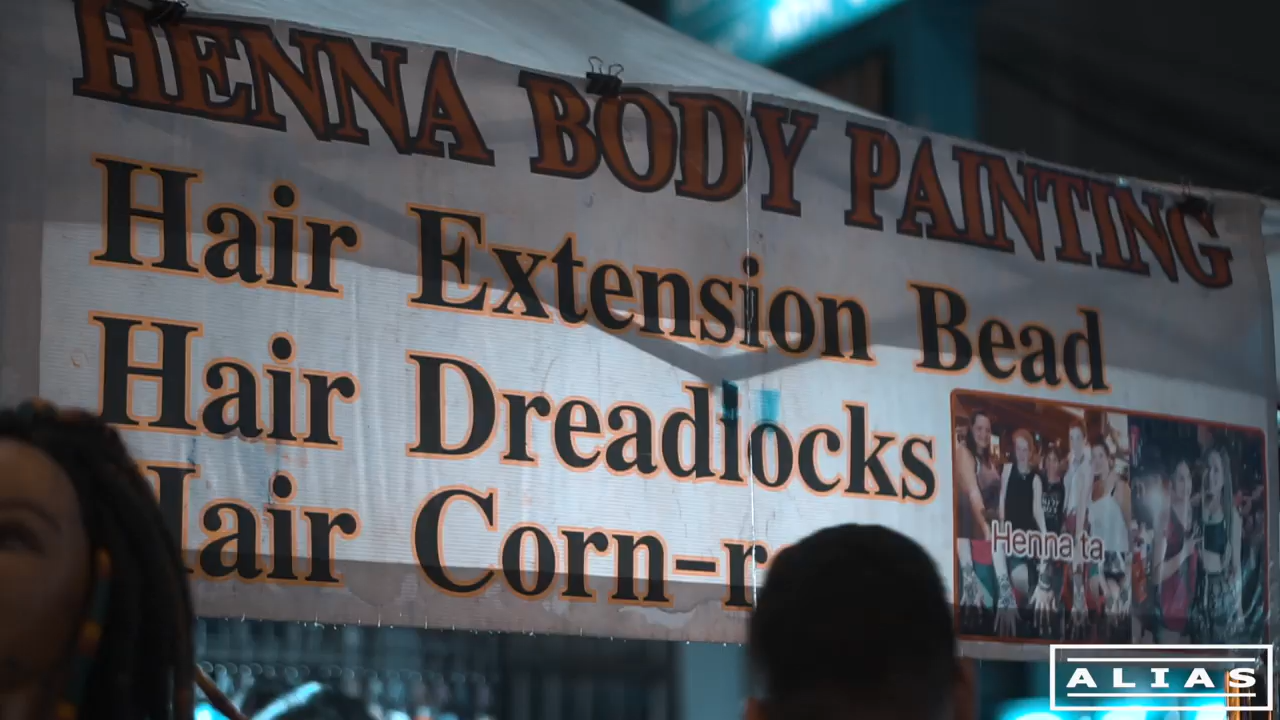 HENNA BODY PAINTING
Hair Extension Bead
Hair Dreadlocks
Hair Corn-r
Henna ta
ALIAS